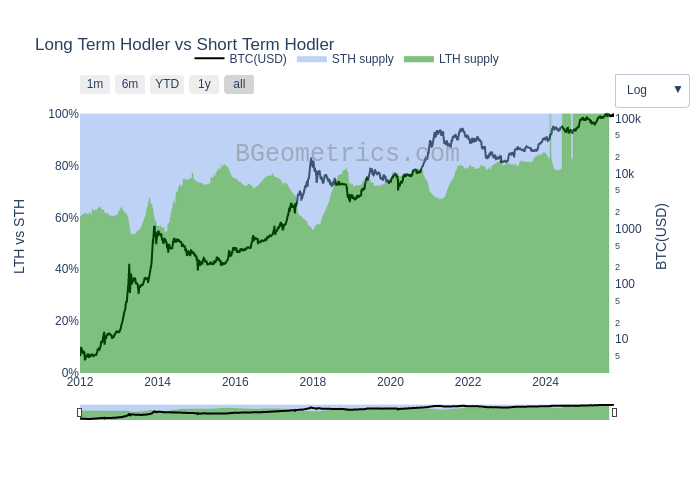 Long Term Hodler vs Short Term Hodler
BTC(USD) STH supply LTH supply
1m 6m YTD 1y all
Log ▼
100%
80%
60%
40%
20%
0%
LTH vs STH
BGeometrics.com
100k
5
2
10k
5
2
1000
5
2
100
5
2
10
5
BTC(USD)
2012 2014 2016 2018 2020 2022 2024